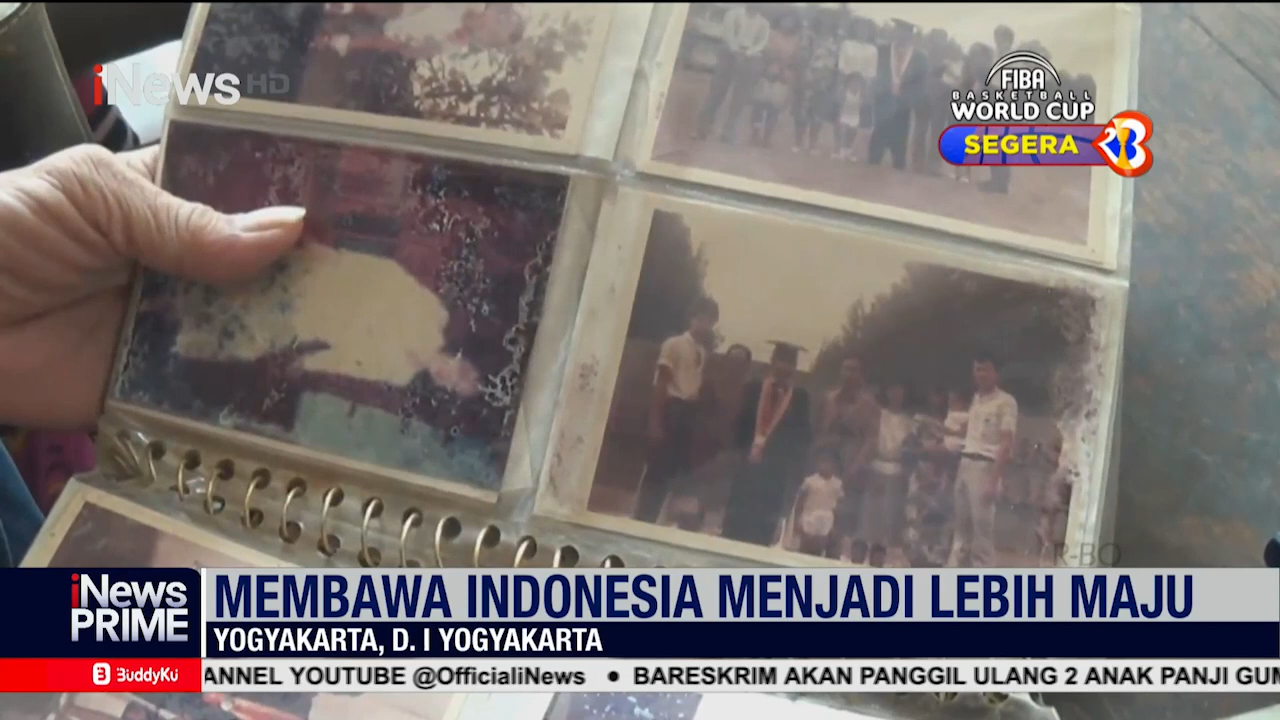 iNews HD
FIBA
BASKETBALL
WORLD CUP
SEGERA
R-BO
iNews
PRIME
MEMBAWA INDONESIA MENJADI LEBIH MAJU
YOGYAKARTA, D. I YOGYAKARTA
BuddyKu
ANNEL YOUTUBE @OfficialiNews • BARESKRIM AKAN PANGGIL ULANG 2 ANAK PANJI GUM